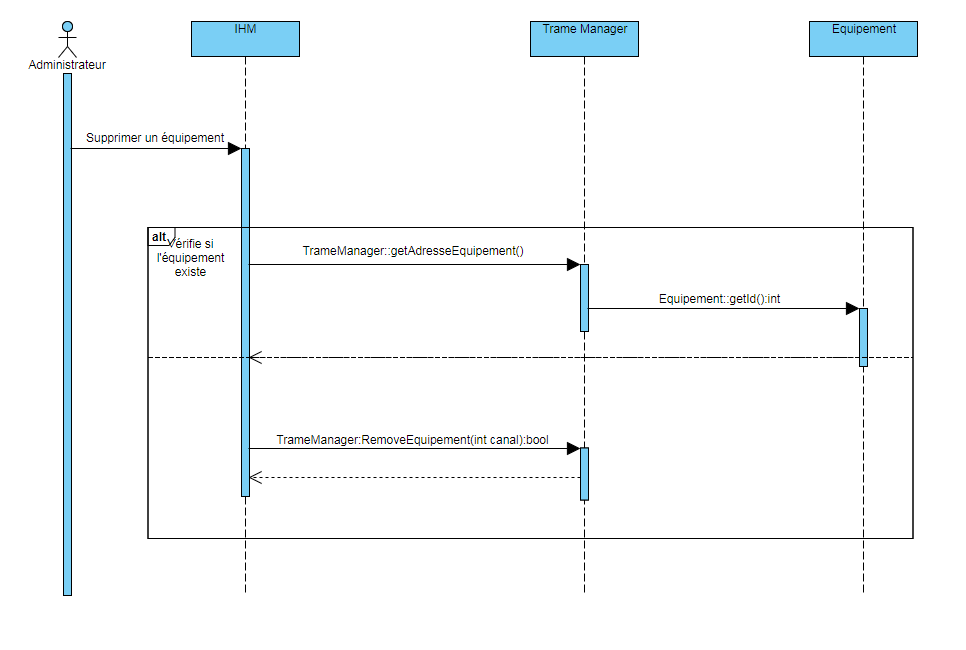 IHM
Trame Manager
Equipement
Administrateur
Supprimer un équipement
alt
Vérifie si
l'équipement
existe
TrameManager::getAdresseEquipement()
Equipement::getId():int
TrameManager:RemoveEquipement(int canal):bool